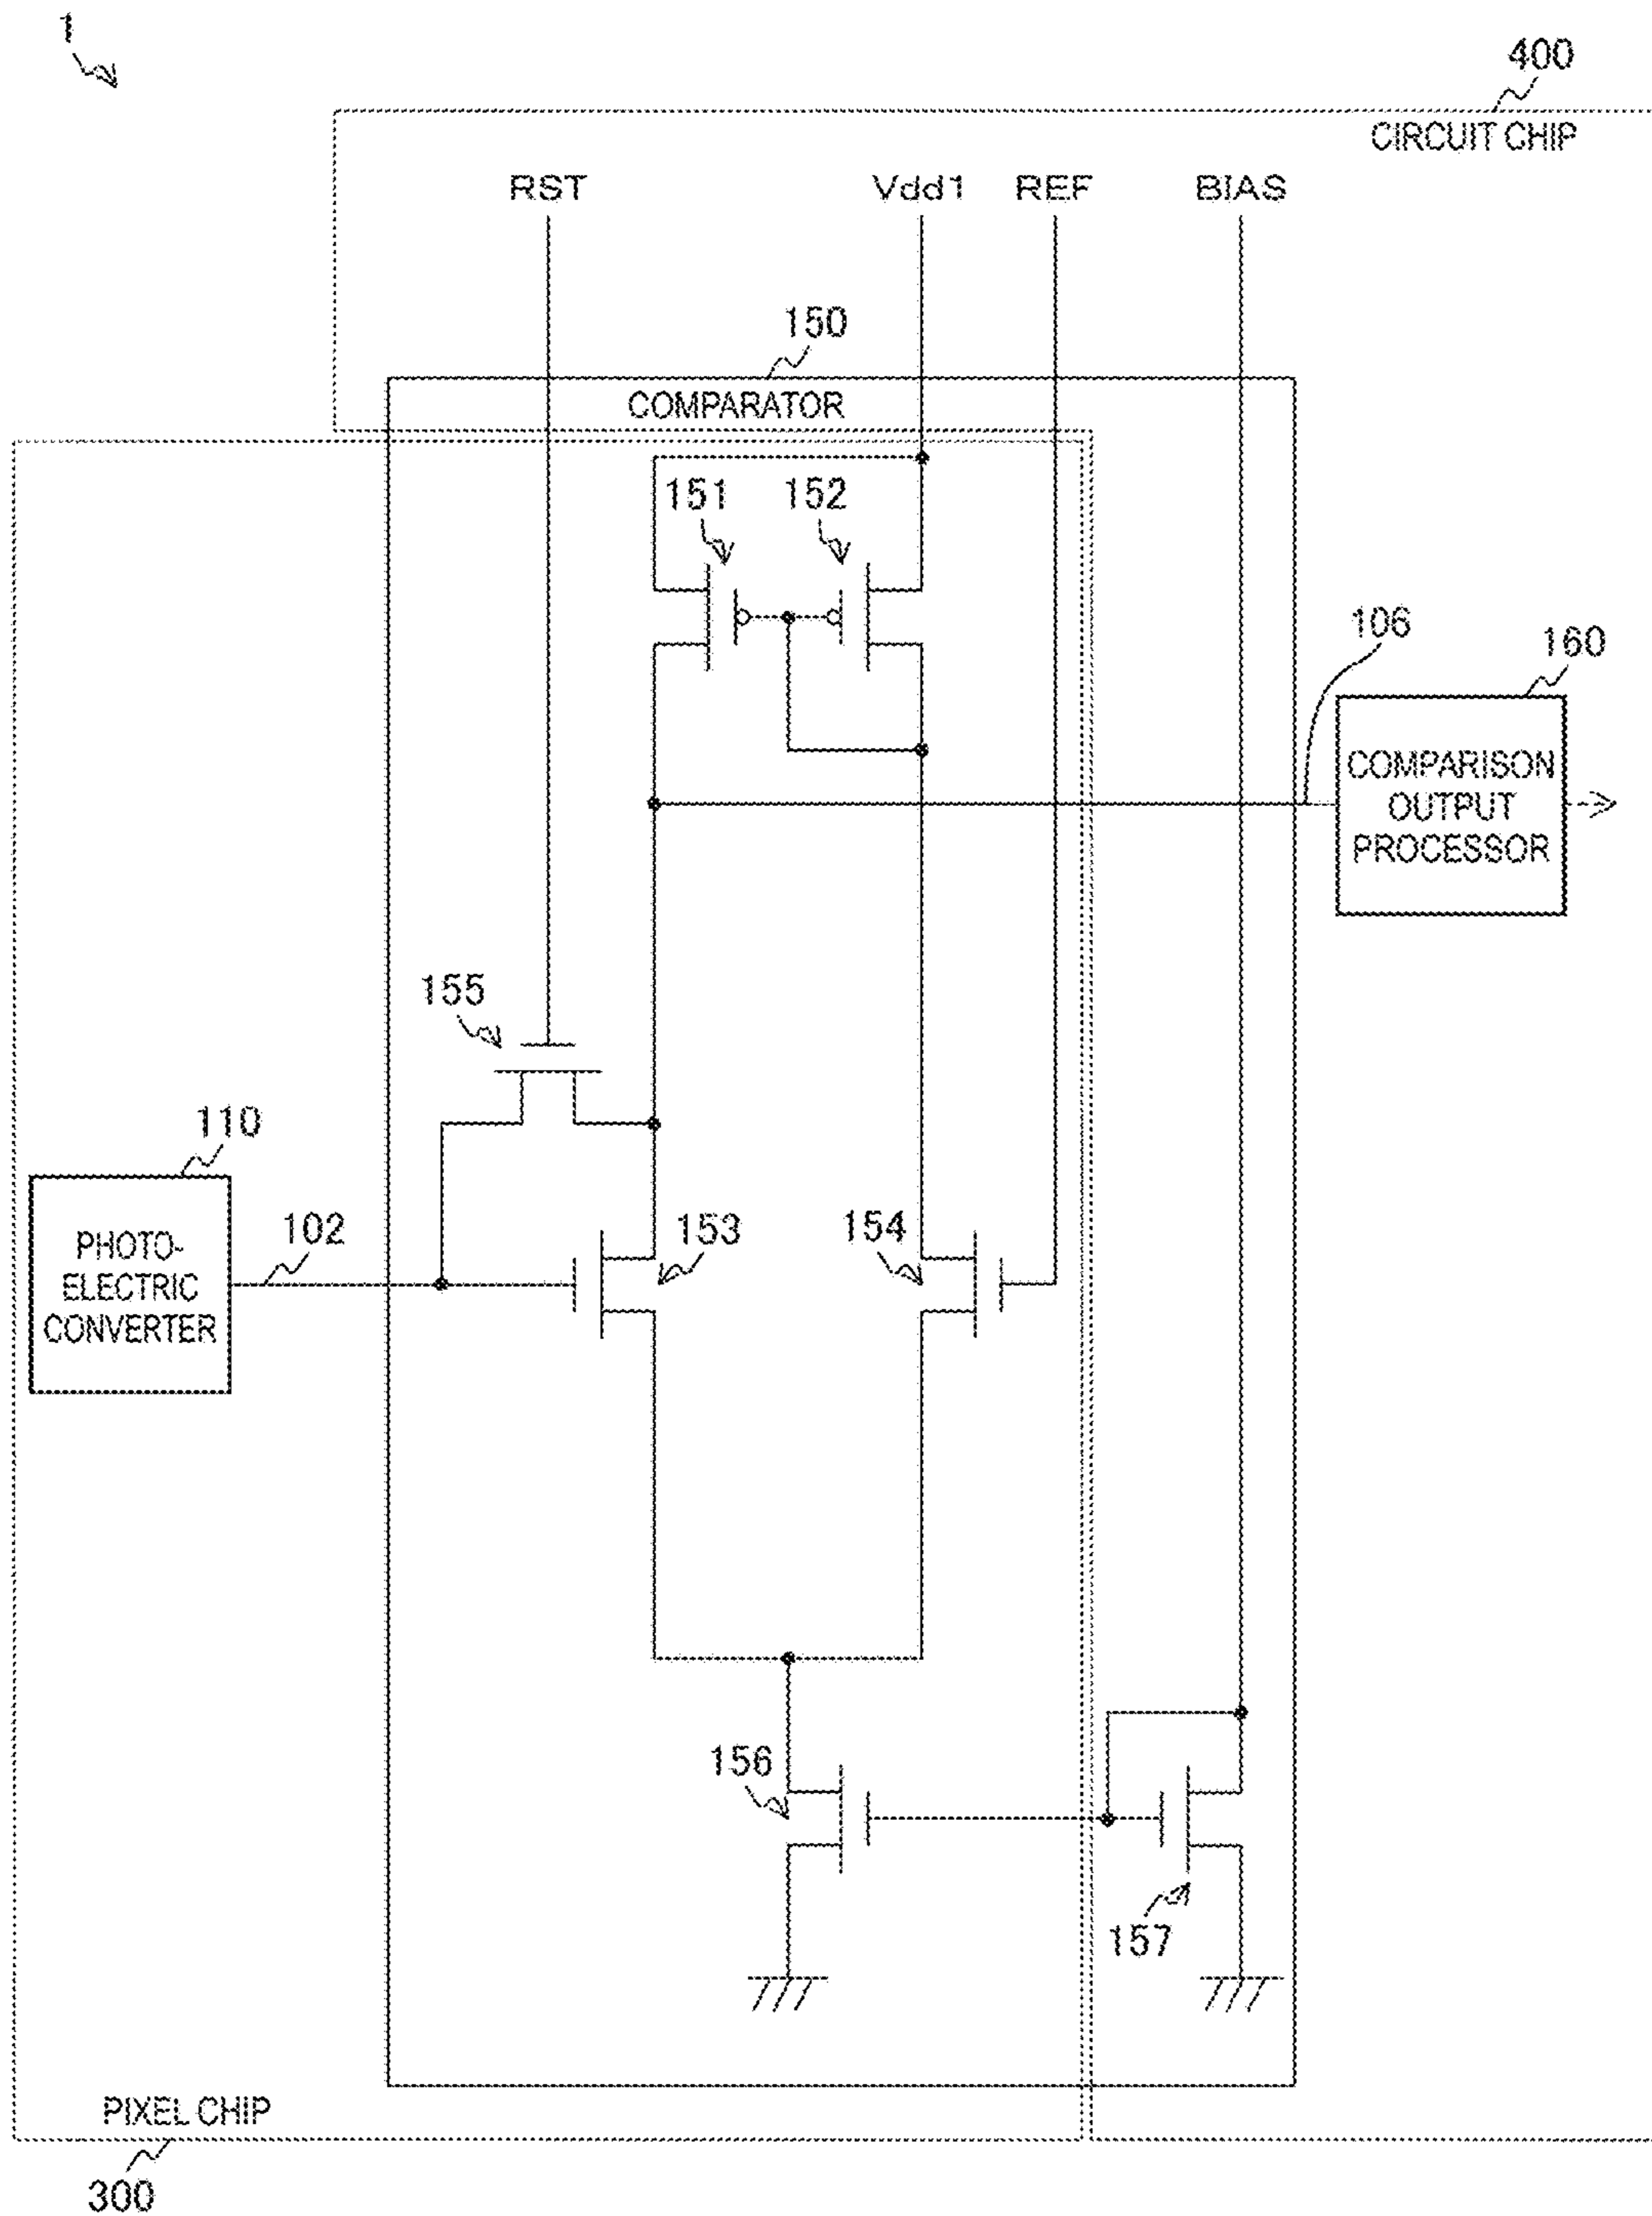 1
400
CIRCUIT CHIP
RST
Vdd1
REF
BIAS
150
COMPARATOR
151
152
106
160
COMPARISON
OUTPUT
PROCESSOR
155
110
PHOTO-
ELECTRIC
CONVERTER
102
153
154
156
157
PIXEL CHIP
300